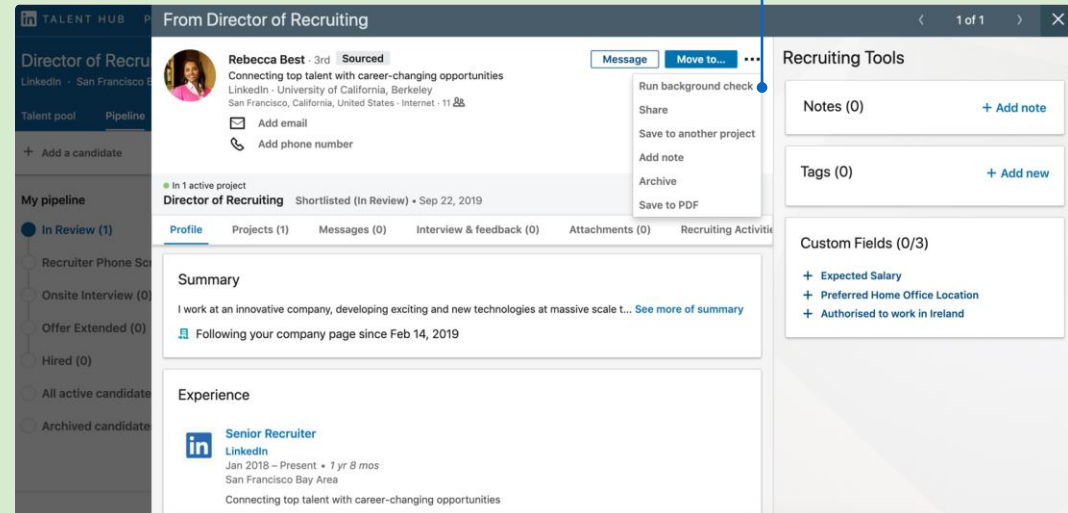 in TALENT HUB P
From Director of Recruiting
1 of 1
Director of Recru
LinkedIn · San Francisco B
Talent pool Pipeline
+ Add a candidate
My pipeline
In Review (1)
Recruiter Phone Scr
Onsite Interview (0)
Offer Extended (0)
Hired (0)
All active candidate
Archived candidate
Rebecca Best · 3rd Sourced
Connecting top talent with career-changing opportunities
LinkedIn · University of California, Berkeley
San Francisco, California, United States · Internet · 11
Add email
Add phone number
Message Move to... •••
Run background check
Share
Save to another project
Add note
Archive
Save to PDF
In 1 active project
Director of Recruiting Shortlisted (In Review) • Sep 22, 2019
Profile Projects (1) Messages (0) Interview & feedback (0) Attachments (0) Recruiting Activitie
Summary
I work at an innovative company, developing exciting and new technologies at massive scale t... See more of summary
Following your company page since Feb 14, 2019
Experience
in
Senior Recruiter
LinkedIn
Jan 2018 – Present • 1 yr 8 mos
San Francisco Bay Area
Connecting top talent with career-changing opportunities
Recruiting Tools
Notes (0) + Add note
Tags (0) + Add new
Custom Fields (0/3)
+ Expected Salary
+ Preferred Home Office Location
+ Authorised to work in Ireland